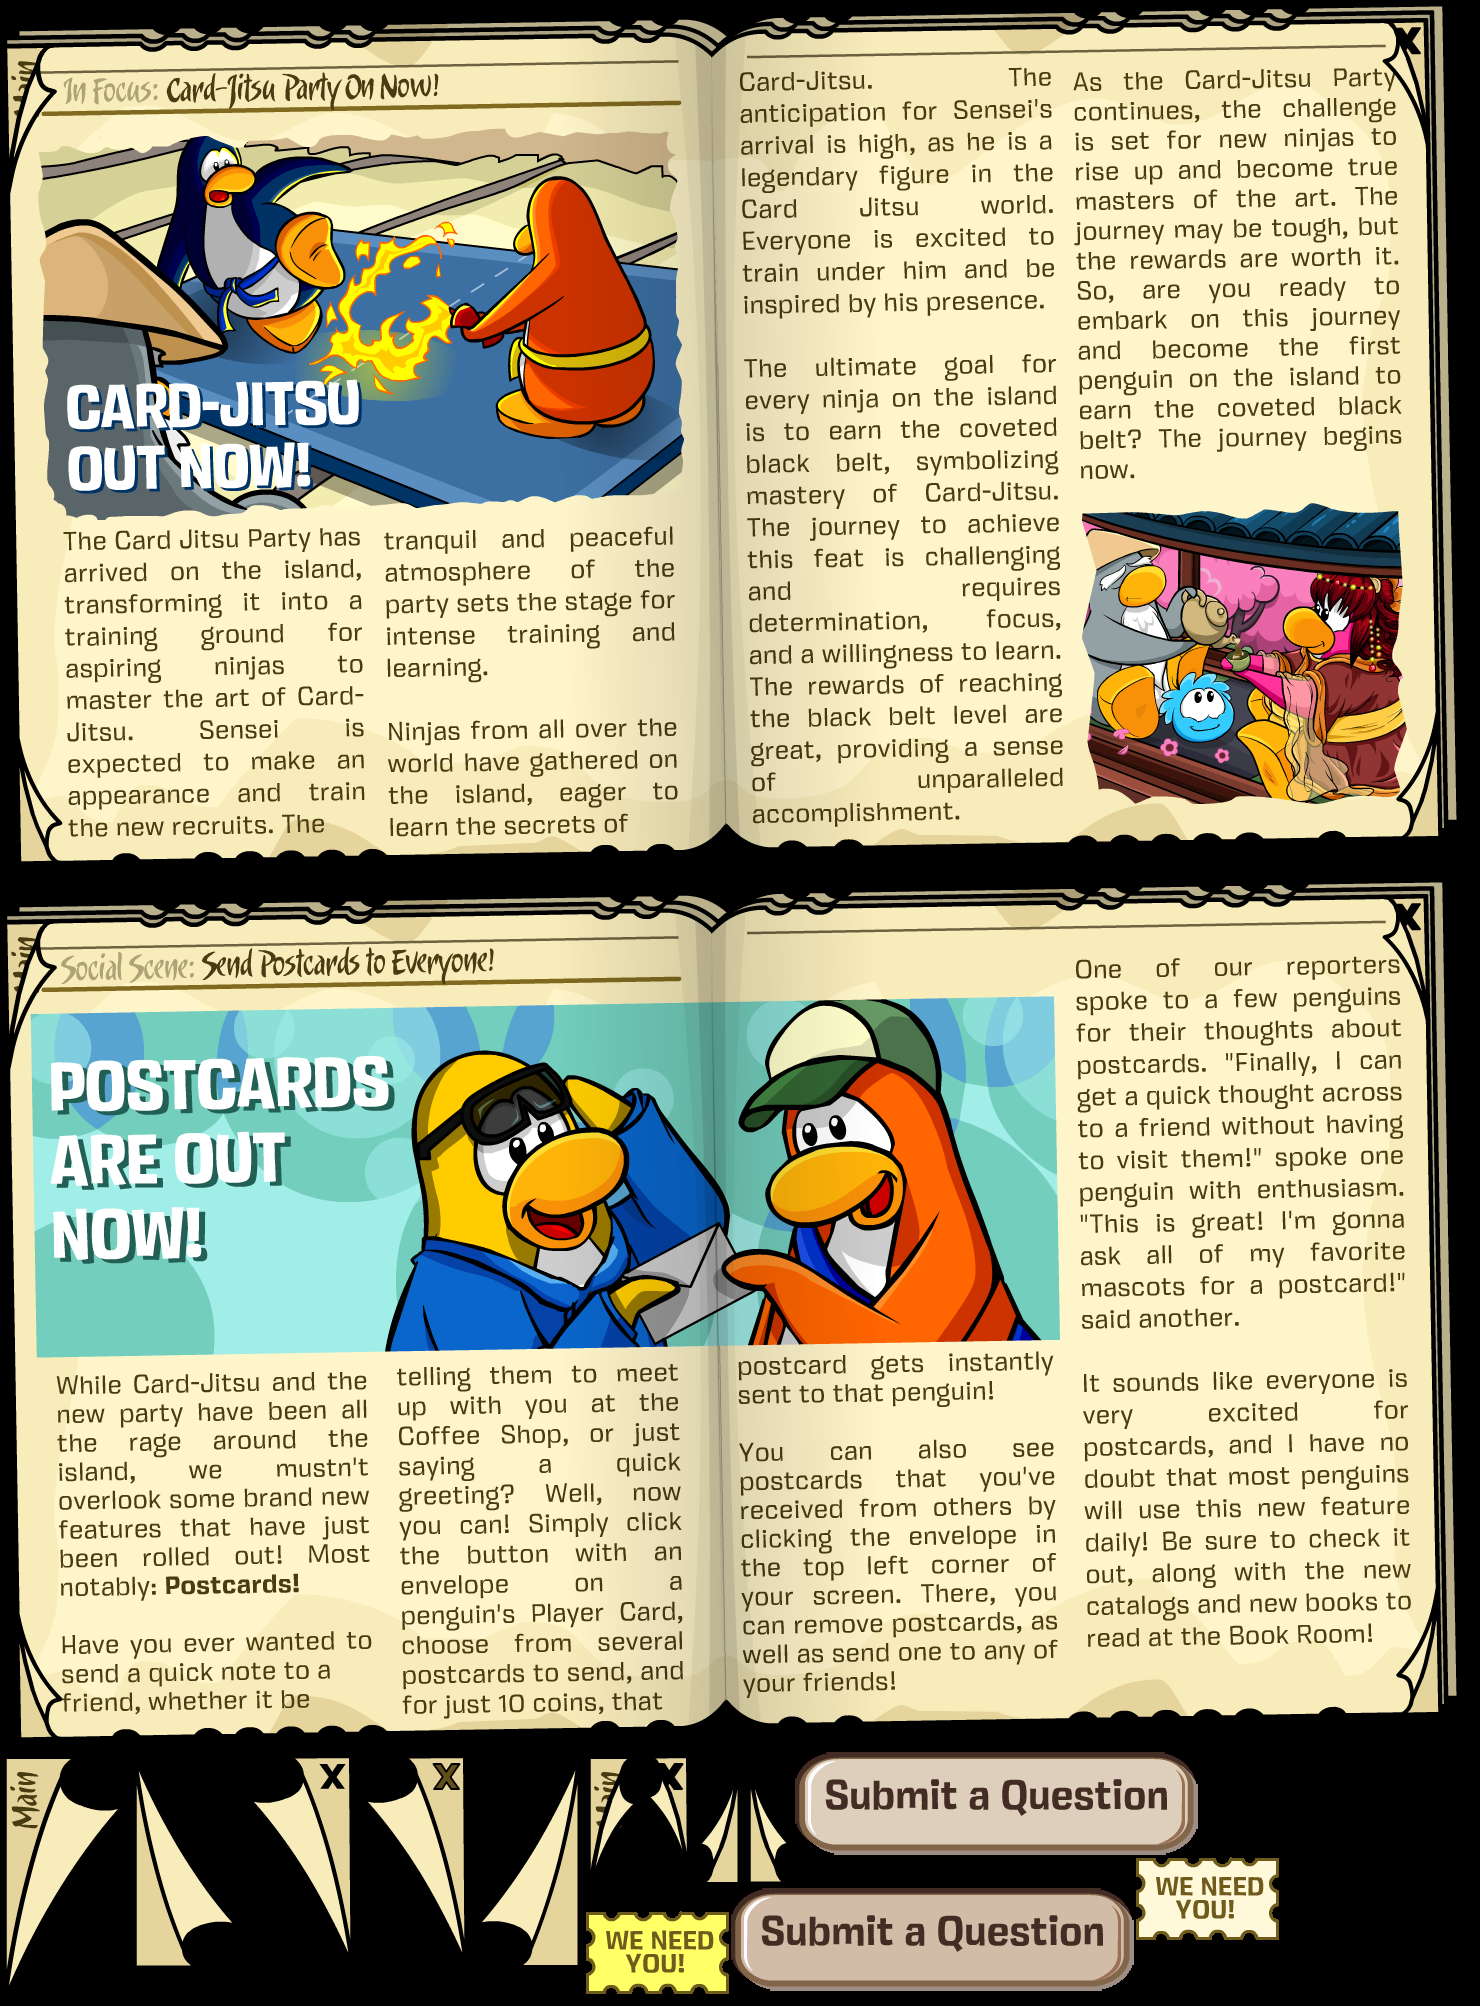 Main
X
In Focus: Card-Jitsu Party On Now!
CARD-JITSU
OUT NOW!
The Card Jitsu Party has
arrived on the island,
transforming it into a
training ground for
aspiring ninjas to
master the art of Card-
Jitsu. Sensei is
expected to make an
appearance and train
the new recruits. The
tranquil and peaceful
atmosphere of the
party sets the stage for
intense training and
learning.
Ninjas from all over the
world have gathered on
the island, eager to
learn the secrets of
Card-Jitsu. The
anticipation for Sensei's
arrival is high, as he is a
legendary figure in the
Card Jitsu world.
Everyone is excited to
train under him and be
inspired by his presence.
The ultimate goal for
every ninja on the island
is to earn the coveted
black belt, symbolizing
mastery of Card-Jitsu.
The journey to achieve
this feat is challenging
and requires
determination, focus,
and a willingness to learn.
The rewards of reaching
the black belt level are
great, providing a sense
of unparalleled
accomplishment.
As the Card-Jitsu Party
continues, the challenge
is set for new ninjas to
rise up and become true
masters of the art. The
journey may be tough, but
the rewards are worth it.
So, are you ready to
embark on this journey
and become the first
penguin on the island to
earn the coveted black
belt? The journey begins
now.
Main
X
Social Scene: Send Postcards to Everyone!
POSTCARDS
ARE OUT
NOW!
While Card-Jitsu and the
new party have been all
the rage around the
island, we mustn't
overlook some brand new
features that have just
been rolled out! Most
notably: Postcards!
Have you ever wanted to
send a quick note to a
friend, whether it be
telling them to meet
up with you at the
Coffee Shop, or just
saying a quick
greeting? Well, now
you can! Simply click
the button with an
envelope on a
penguin's Player Card,
choose from several
postcards to send, and
for just 10 coins, that
postcard gets instantly
sent to that penguin!
You can also see
postcards that you've
received from others by
clicking the envelope in
the top left corner of
your screen. There, you
can remove postcards, as
well as send one to any of
your friends!
One of our reporters
spoke to a few penguins
for their thoughts about
postcards. "Finally, I can
get a quick thought across
to a friend without having
to visit them!" spoke one
penguin with enthusiasm.
"This is great! I'm gonna
ask all of my favorite
mascots for a postcard!"
said another.
It sounds like everyone is
very excited for
postcards, and I have no
doubt that most penguins
will use this new feature
daily! Be sure to check it
out, along with the new
catalogs and new books to
read at the Book Room!
Main
X
X
Main
X
Submit a Question
WE NEED
YOU!
Submit a Question
WE NEED
YOU!